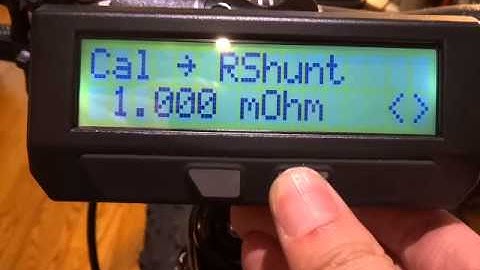 Cal → RShunt
1.000 mOhm <>